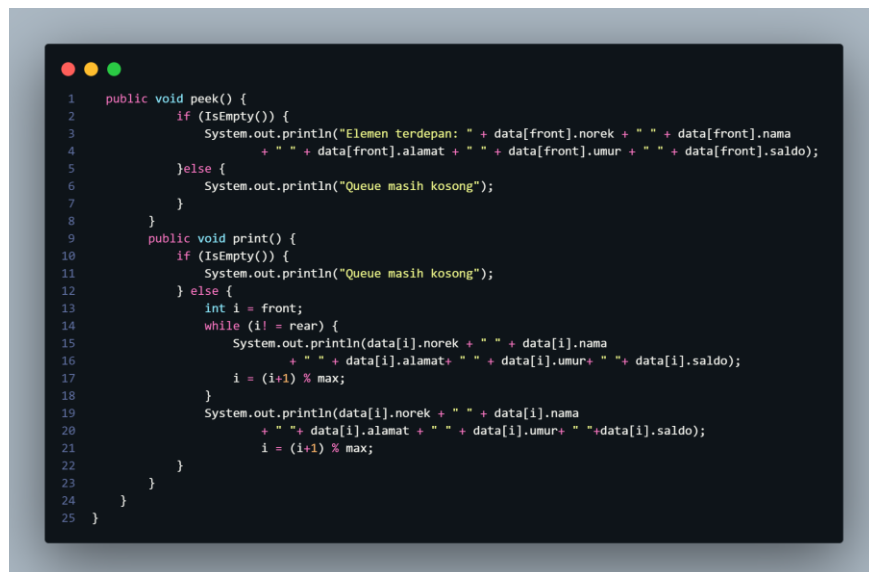 1 public void peek() {
2 if (IsEmpty()) {
3 System.out.println("Elemen terdepan: " + data[front].norek + " " + data[front].nama
4 + " " + data[front].alamat + " " + data[front].umur + " " + data[front].saldo);
5 }else {
6 System.out.println("Queue masih kosong");
7 }
8 }
9 public void print() {
10 if (IsEmpty()) {
11 System.out.println("Queue masih kosong");
12 } else {
13 int i = front;
14 while (i! = rear) {
15 System.out.println(data[i].norek + " " + data[i].nama
16 + " " + data[i].alamat+ " " + data[i].umur+ " "+ data[i].saldo);
17 i = (i+1) % max;
18 }
19 System.out.println(data[i].norek + " " + data[i].nama
20 + " "+ data[i].alamat + " " + data[i].umur+ " "+data[i].saldo);
21 i = (i+1) % max;
22 }
23 }
24 }
25 }